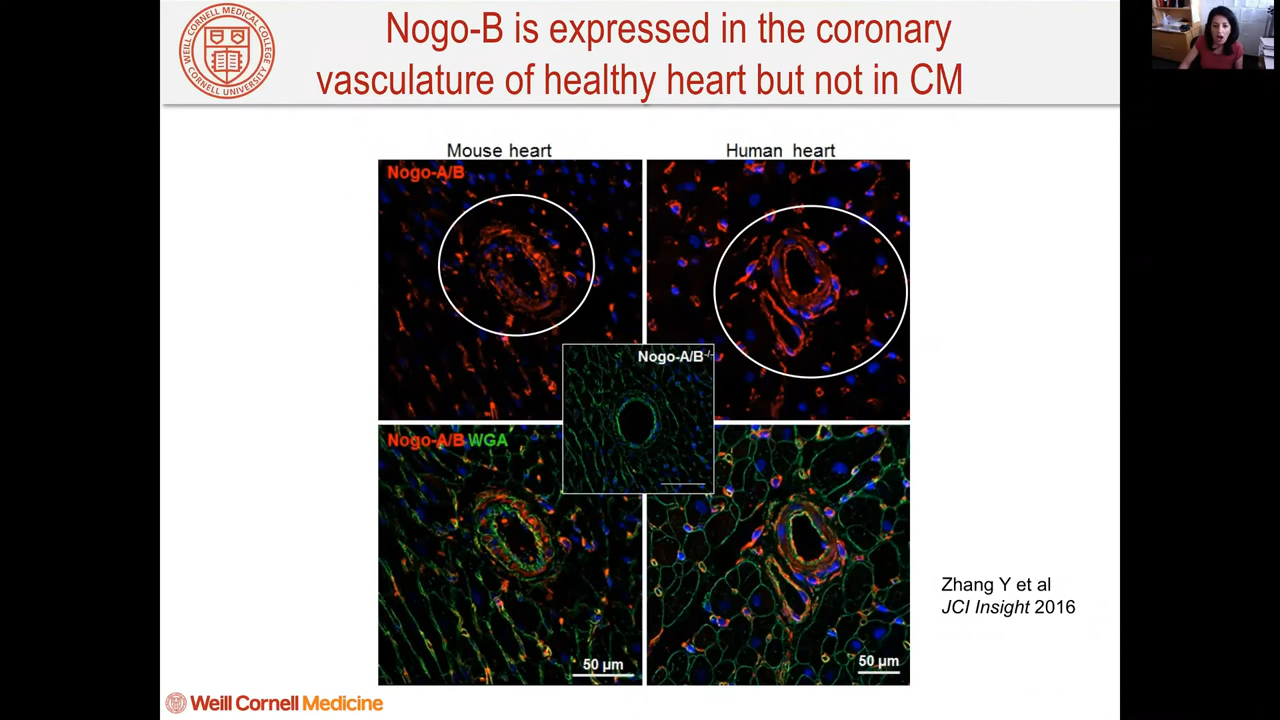 WEILL CORNELL MEDICAL COLLEGE
CORNELL UNIVERSITY
Nogo-B is expressed in the coronary
vasculature of healthy heart but not in CM
Mouse heart
Human heart
Nogo-A/B
Nogo-A/B-/-
Nogo-A/B WGA
50 µm
50 µm
Zhang Y et al
JCI Insight 2016
Weill Cornell Medicine